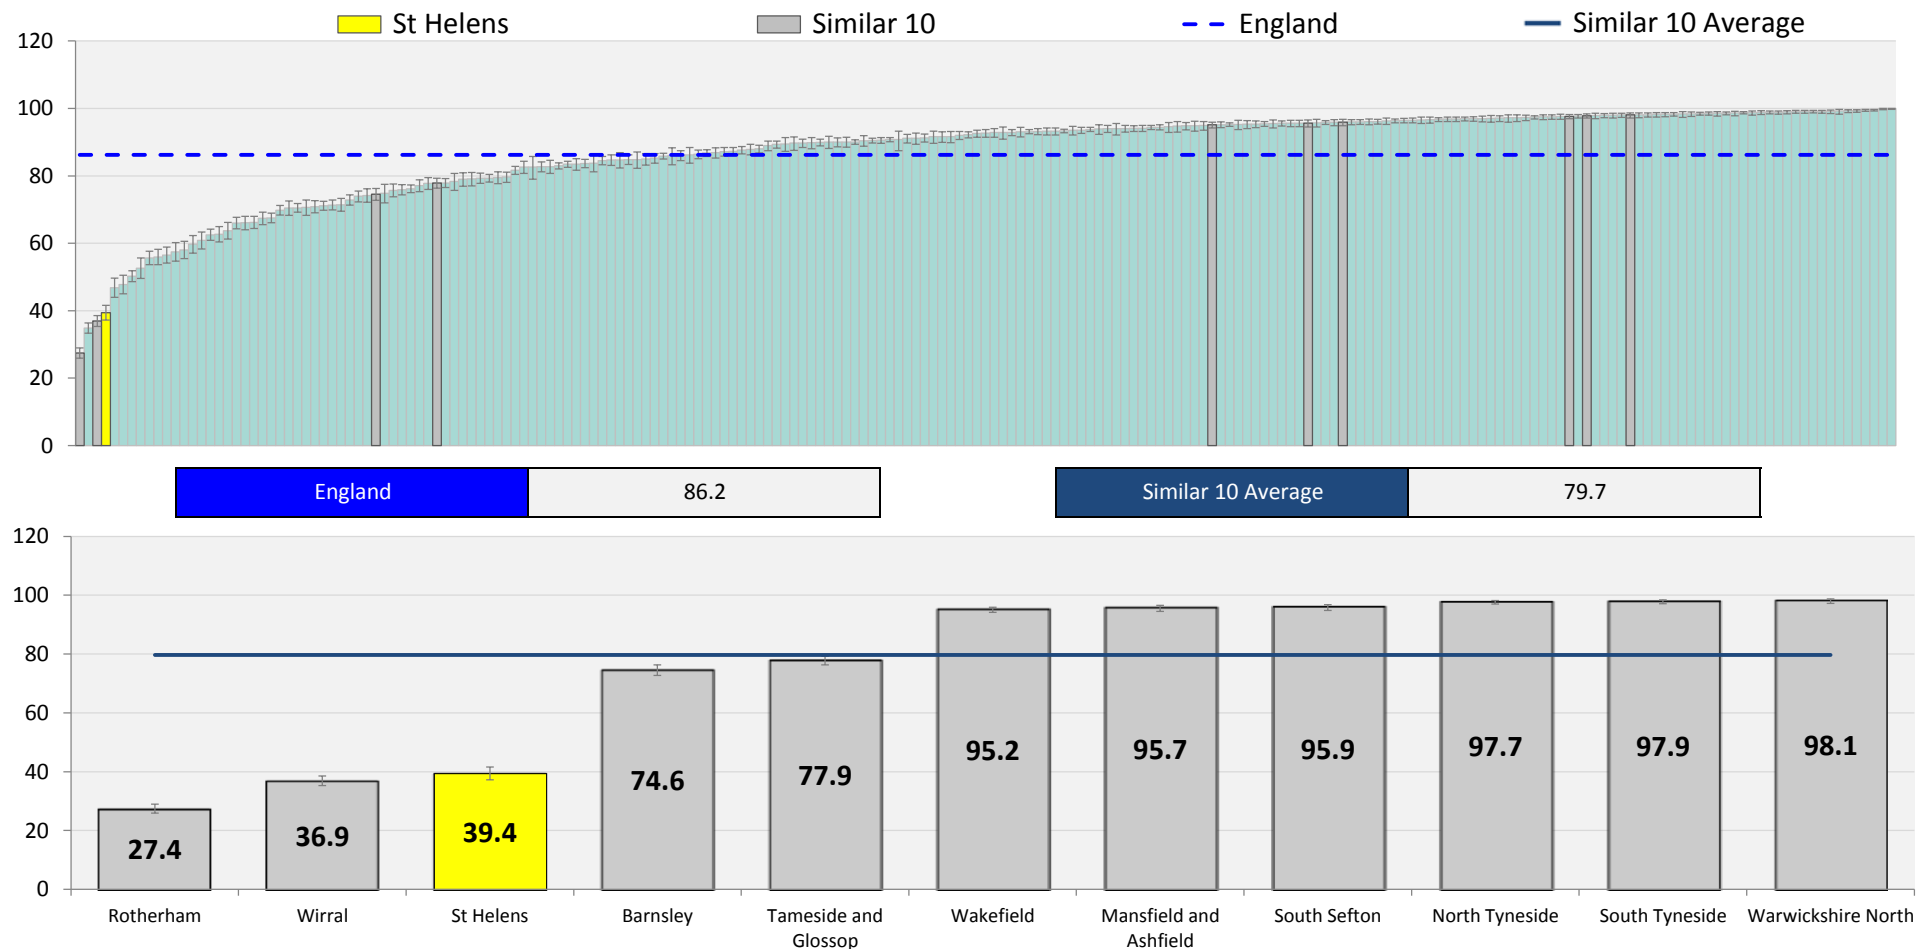 St Helens Similar 10 England Similar 10 Average
120
100
80
60
40
20
0
England 86.2 Similar 10 Average 79.7
120
100
80
60
40
20
0
27.4 36.9 39.4 74.6 77.9 95.2 95.7 95.9 97.7 97.9 98.1
Rotherham Wirral St Helens Barnsley Tameside and Wakefield Mansfield and South Sefton North Tyneside South Tyneside Warwickshire North
Glossop Ashfield